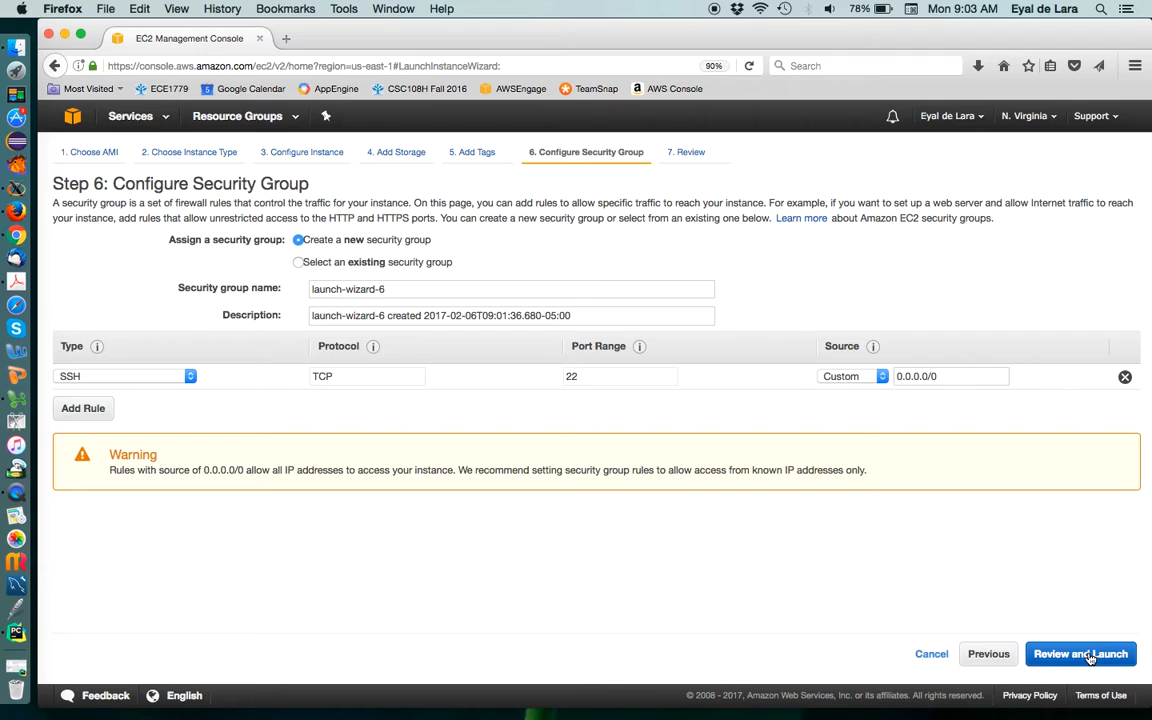 Firefox File Edit View History Bookmarks Tools Window Help 78% Mon 9:03 AM Eyal de Lara
EC2 Management Console
https://console.aws.amazon.com/ec2/v2/home?region=us-east-1#LaunchInstanceWizard: 90% Search
Most Visited ECE1779 Google Calendar AppEngine CSC108H Fall 2016 AWSEngage TeamSnap AWS Console
Services Resource Groups Eyal de Lara N. Virginia Support
1. Choose AMI 2. Choose Instance Type 3. Configure Instance 4. Add Storage 5. Add Tags 6. Configure Security Group 7. Review
Step 6: Configure Security Group
A security group is a set of firewall rules that control the traffic for your instance. On this page, you can add rules to allow specific traffic to reach your instance. For example, if you want to set up a web server and allow Internet traffic to reach
your instance, add rules that allow unrestricted access to the HTTP and HTTPS ports. You can create a new security group or select from an existing one below. Learn more about Amazon EC2 security groups.
Assign a security group: Create a new security group
Select an existing security group
Security group name: launch-wizard-6
Description: launch-wizard-6 created 2017-02-06T09:01:36.680-05:00
Type Protocol Port Range Source
SSH TCP 22 Custom 0.0.0.0/0
Add Rule
Warning
Rules with source of 0.0.0.0/0 allow all IP addresses to access your instance. We recommend setting security group rules to allow access from known IP addresses only.
Cancel Previous Review and Launch
Feedback English © 2008 - 2017, Amazon Web Services, Inc. or its affiliates. All rights reserved. Privacy Policy Terms of Use